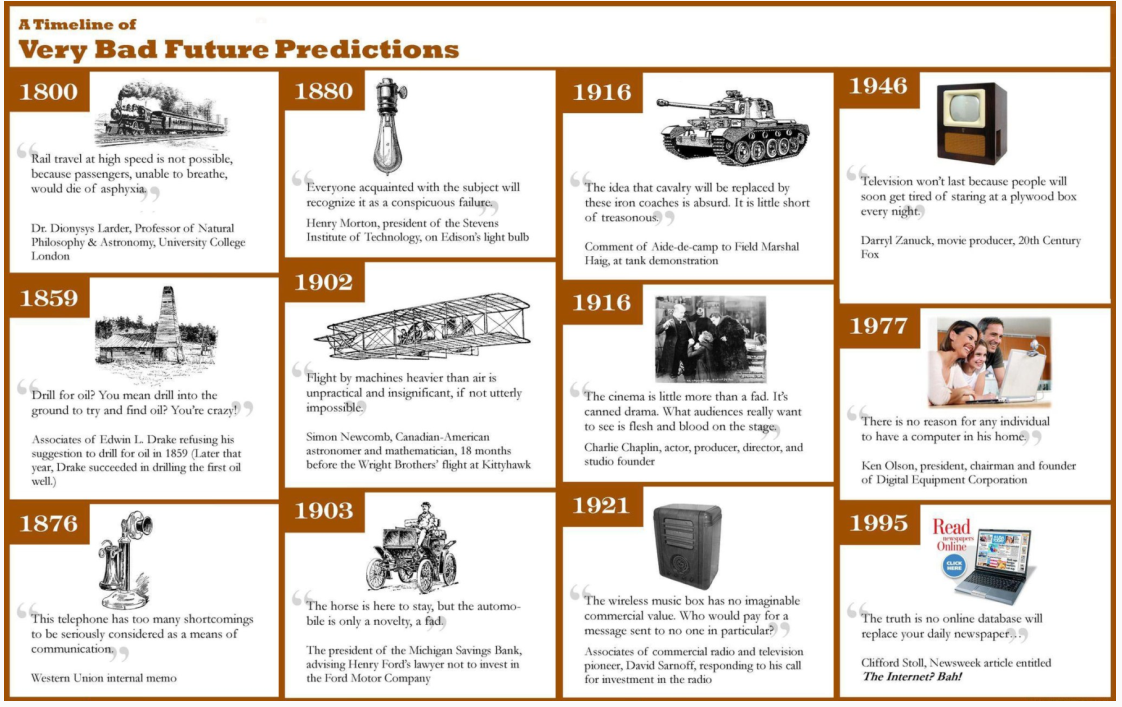 A Timeline of
Very Bad Future Predictions
1800
“Rail travel at high speed is not possible,
because passengers, unable to breathe,
would die of asphyxia.”
Dr. Dionysys Larder, Professor of Natural
Philosophy & Astronomy, University College
London
1859
“Drill for oil? You mean drill into the
ground to try and find oil? You're crazy!”
Associates of Edwin L. Drake refusing his
suggestion to drill for oil in 1859 (Later that
year, Drake succeeded in drilling the first oil
well.)
1876
“This telephone has too many shortcomings
to be seriously considered as a means of
communication.”
Western Union internal memo
1880
“Everyone acquainted with the subject will
recognize it as a conspicuous failure.”
Henry Morton, president of the Stevens
Institute of Technology, on Edison's light bulb
1902
“Flight by machines heavier than air is
unpractical and insignificant, if not utterly
impossible.”
Simon Newcomb, Canadian-American
astronomer and mathematician, 18 months
before the Wright Brothers' flight at Kittyhawk
1903
“The horse is here to stay, but the automo-
bile is only a novelty, a fad.”
The president of the Michigan Savings Bank,
advising Henry Ford's lawyer not to invest in
the Ford Motor Company
1916
“The idea that cavalry will be replaced by
these iron coaches is absurd. It is little short
of treasonous.”
Comment of Aide-de-camp to Field Marshal
Haig, at tank demonstration
1916
“The cinema is little more than a fad. It's
canned drama. What audiences really want
to see is flesh and blood on the stage.”
Charlie Chaplin, actor, producer, director, and
studio founder
1921
“The wireless music box has no imaginable
commercial value. Who would pay for a
message sent to no one in particular?”
Associates of commercial radio and television
pioneer, David Sarnoff, responding to his call
for investment in the radio
1946
“Television won't last because people will
soon get tired of staring at a plywood box
every night.”
Darryl Zanuck, movie producer, 20th Century
Fox
1977
“There is no reason for any individual
to have a computer in his home.”
Ken Olson, president, chairman and founder
of Digital Equipment Corporation
1995
Read
newspapers
Online
CLICK
HERE
“The truth is no online database will
replace your daily newspaper…”
Clifford Stoll, Newsweek article entitled
The Internet? Bah!